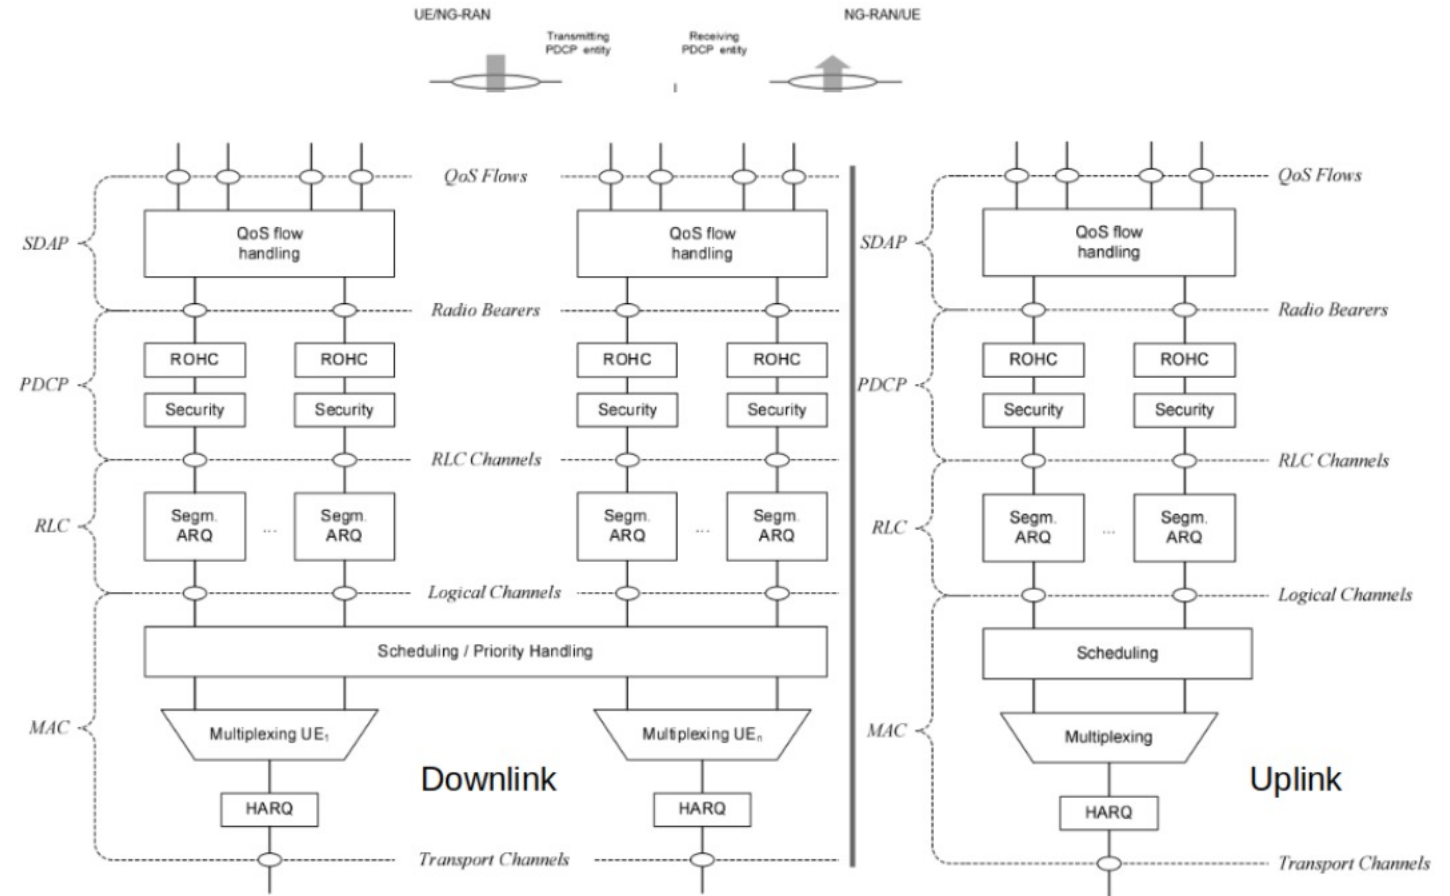 UE/NG-RAN NG-RAN/UE
Transmitting Receiving
PDCP entity PDCP entity
QoS Flows QoS Flows
SDAP QoS flow QoS flow SDAP QoS flow
handling handling handling
Radio Bearers Radio Bearers
ROHC ROHC ROHC ROHC ROHC ROHC
PDCP PDCP
Security Security Security Security Security Security
RLC Channels RLC Channels
Segm. Segm. Segm. Segm. Segm. Segm.
RLC ARQ ... ARQ ARQ ... ARQ RLC ARQ ... ARQ
Logical Channels Logical Channels
Scheduling / Priority Handling Scheduling
MAC Multiplexing UE₁ Multiplexing UEₙ MAC Multiplexing
Downlink Uplink
HARQ HARQ HARQ
Transport Channels Transport Channels